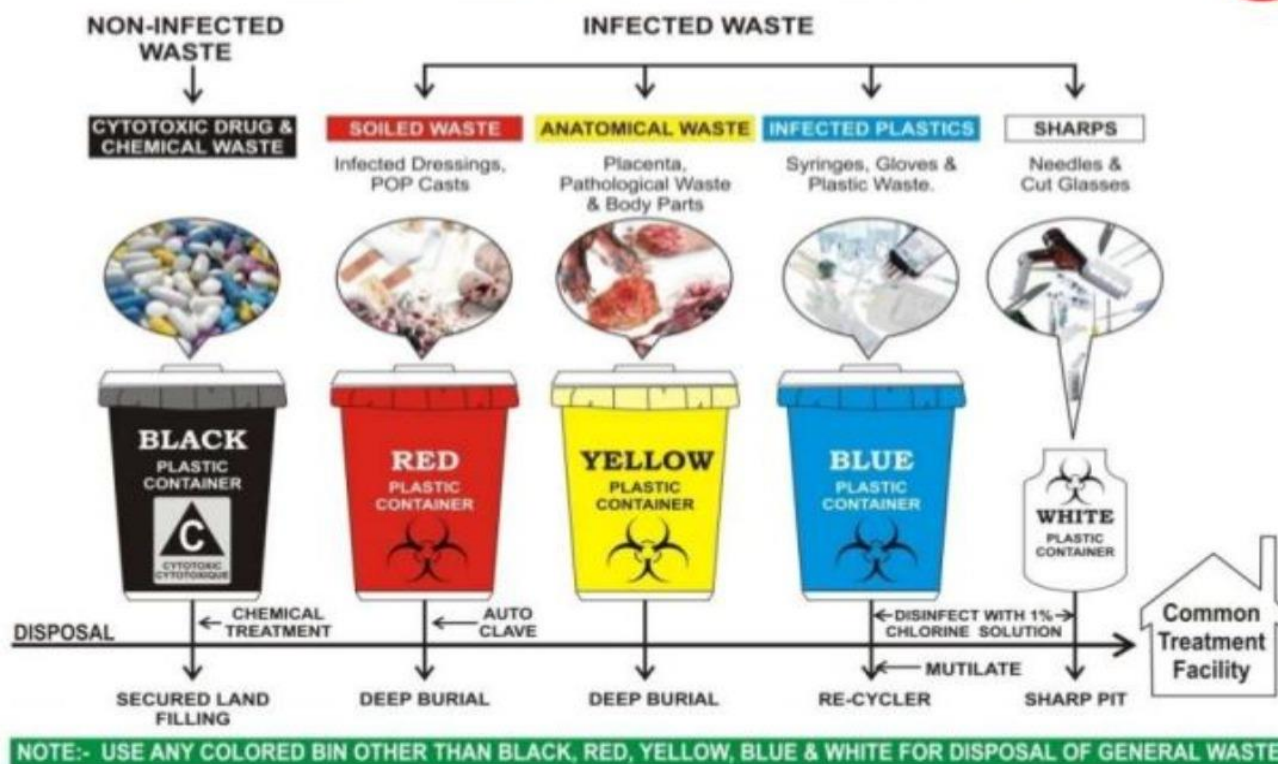 NON-INFECTED
WASTE
INFECTED WASTE
CYTOTOXIC DRUG &
CHEMICAL WASTE
SOILED WASTE
Infected Dressings,
POP Casts
ANATOMICAL WASTE
Placenta,
Pathological Waste
& Body Parts
INFECTED PLASTICS
Syringes, Gloves &
Plastic Waste.
SHARPS
Needles &
Cut Glasses
BLACK
PLASTIC
CONTAINER
C
CYTOTOXIC
CYTOTOXIQUE
RED
PLASTIC
CONTAINER
YELLOW
PLASTIC
CONTAINER
BLUE
PLASTIC
CONTAINER
WHITE
PLASTIC
CONTAINER
DISPOSAL
CHEMICAL
TREATMENT
AUTO
CLAVE
DISINFECT WITH 1%
CHLORINE SOLUTION
MUTILATE
Common
Treatment
Facility
SECURED LAND
FILLING
DEEP BURIAL
DEEP BURIAL
RE-CYCLER
SHARP PIT
NOTE:- USE ANY COLORED BIN OTHER THAN BLACK, RED, YELLOW, BLUE & WHITE FOR DISPOSAL OF GENERAL WASTE